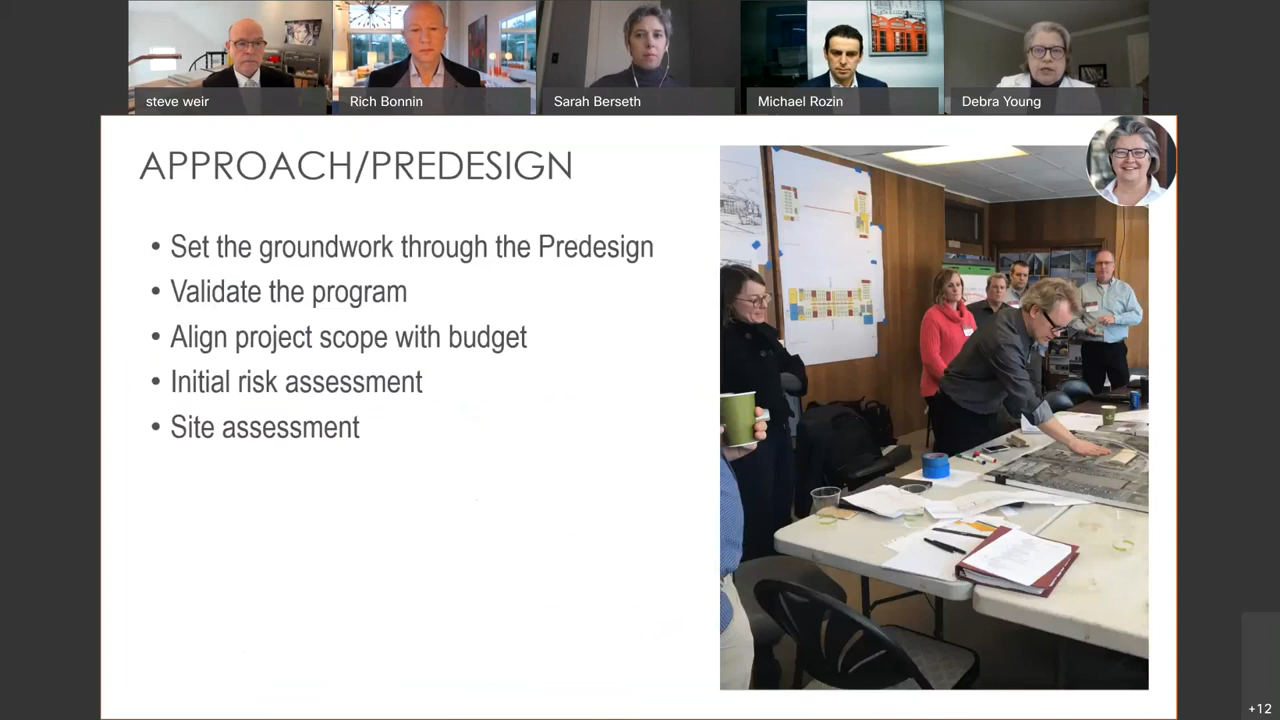 steve weir
Rich Bonnin
Sarah Berseth
Michael Rozin
Debra Young
APPROACH/PREDESIGN
• Set the groundwork through the Predesign
• Validate the program
• Align project scope with budget
• Initial risk assessment
• Site assessment
+12